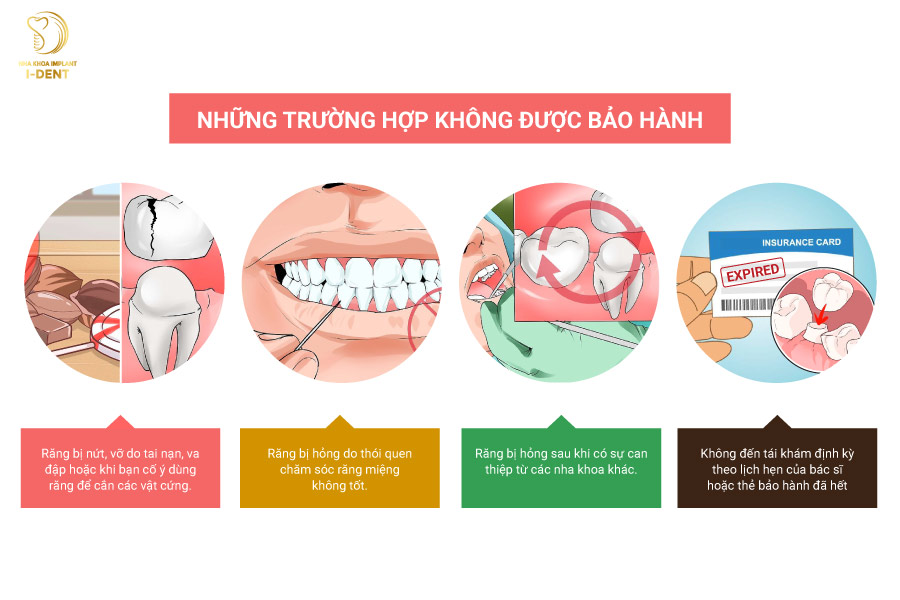 NHA KHOA IMPLANT
I-DENT
NHỮNG TRƯỜNG HỢP KHÔNG ĐƯỢC BẢO HÀNH
INSURANCE CARD
EXPIRED
Răng bị nứt, vỡ do tai nạn, va
đập hoặc khi bạn cố ý dùng
răng để cắn các vật cứng.
Răng bị hỏng do thói quen
chăm sóc răng miệng
không tốt.
Răng bị hỏng sau khi có sự can
thiệp từ các nha khoa khác.
Không đến tái khám định kỳ
theo lịch hẹn của bác sĩ
hoặc thẻ bảo hành đã hết